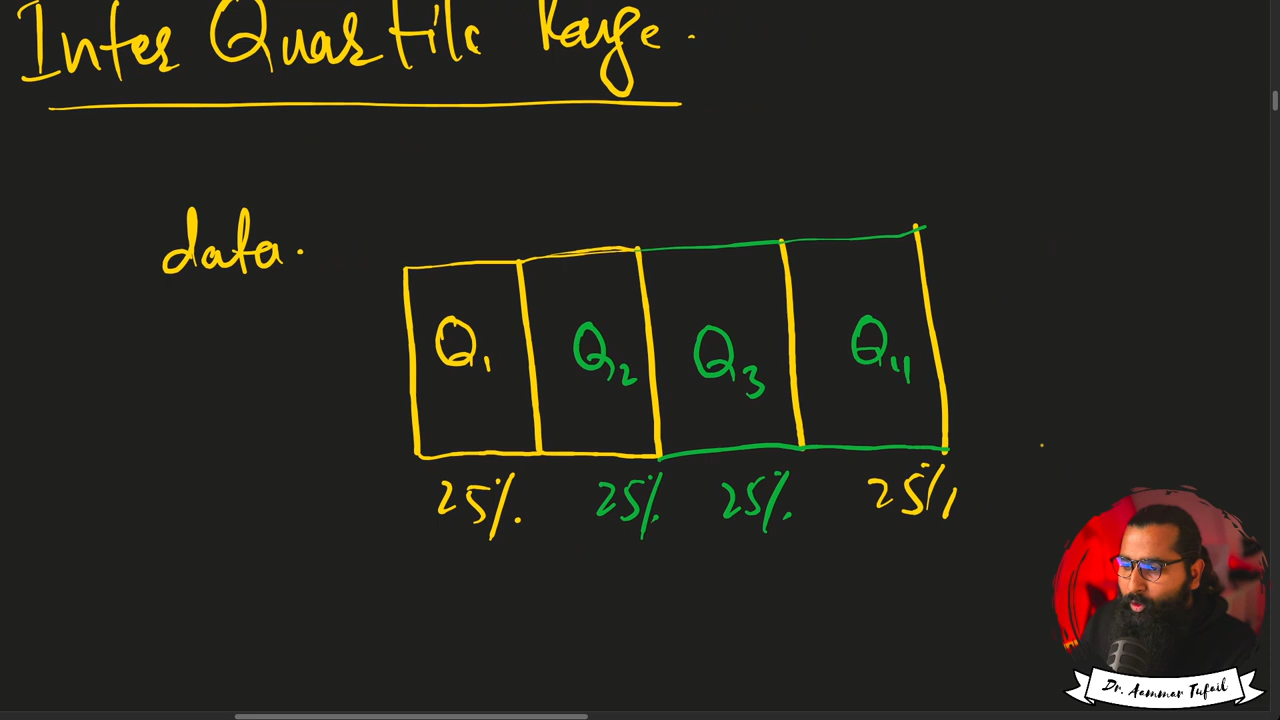 Inter Quartile Range.
data.
Q1 Q2 Q3 Q4
25% 25% 25% 25%
Dr. Aammar Tufail